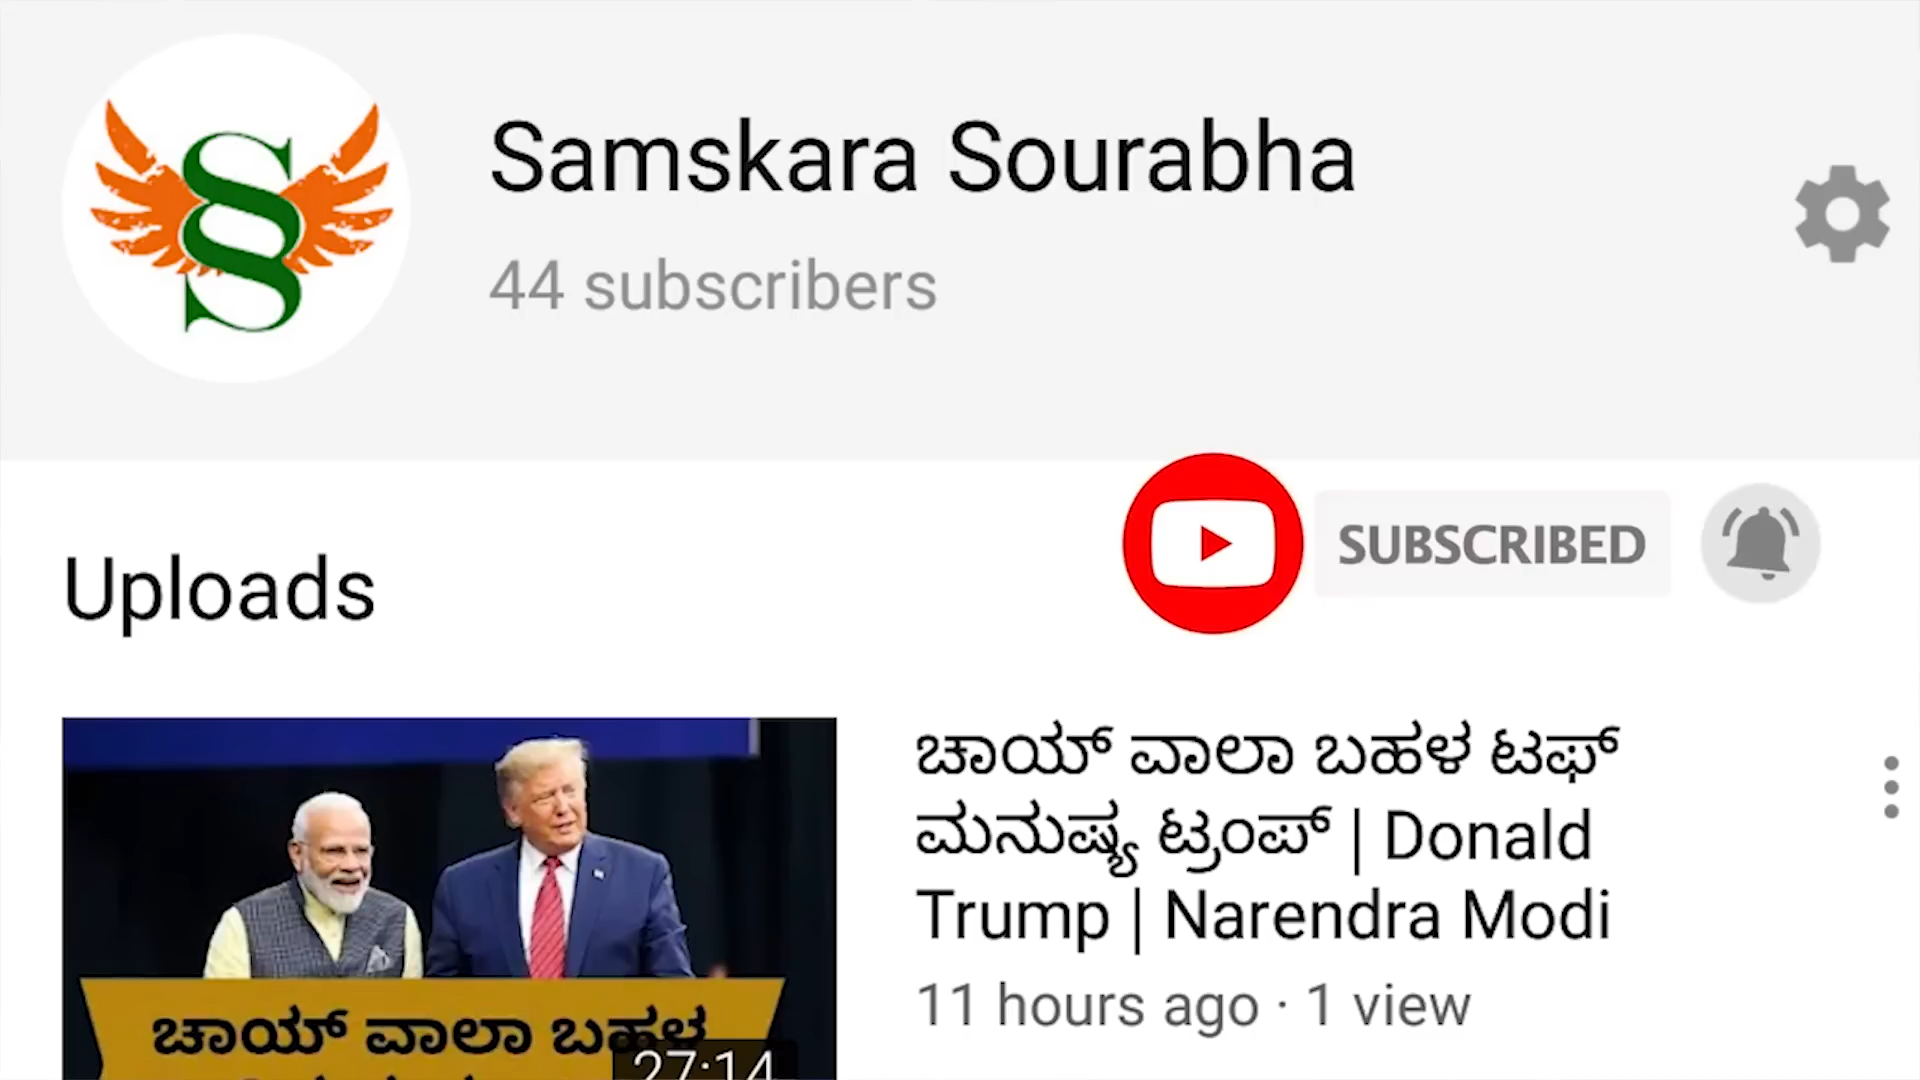 Samskara Sourabha
44 subscribers
SUBSCRIBED
Uploads
ಚಾಯ್ ವಾಲಾ ಬಹಳ ಟಫ್
ಮನುಷ್ಯ ಟ್ರಂಪ್ | Donald
Trump | Narendra Modi
11 hours ago · 1 view
ಚಾಯ್ ವಾಲಾ ಬಹಳ
27:14